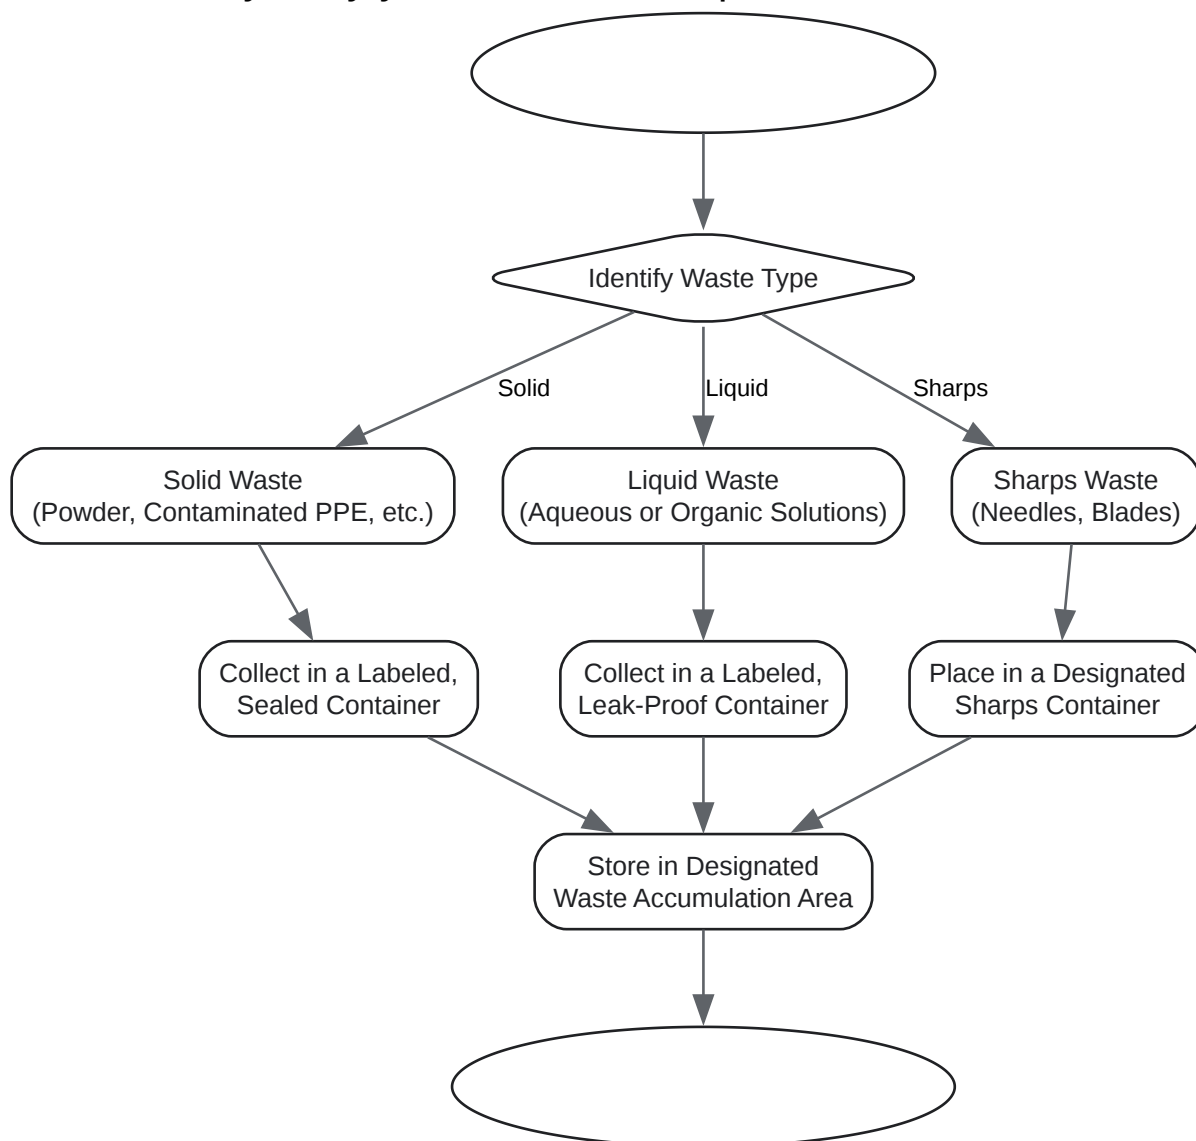 Identify Waste Type
Solid
Liquid
Sharps
Solid Waste
(Powder, Contaminated PPE, etc.)
Liquid Waste
(Aqueous or Organic Solutions)
Sharps Waste
(Needles, Blades)
Collect in a Labeled,
Sealed Container
Collect in a Labeled,
Leak-Proof Container
Place in a Designated
Sharps Container
Store in Designated
Waste Accumulation Area